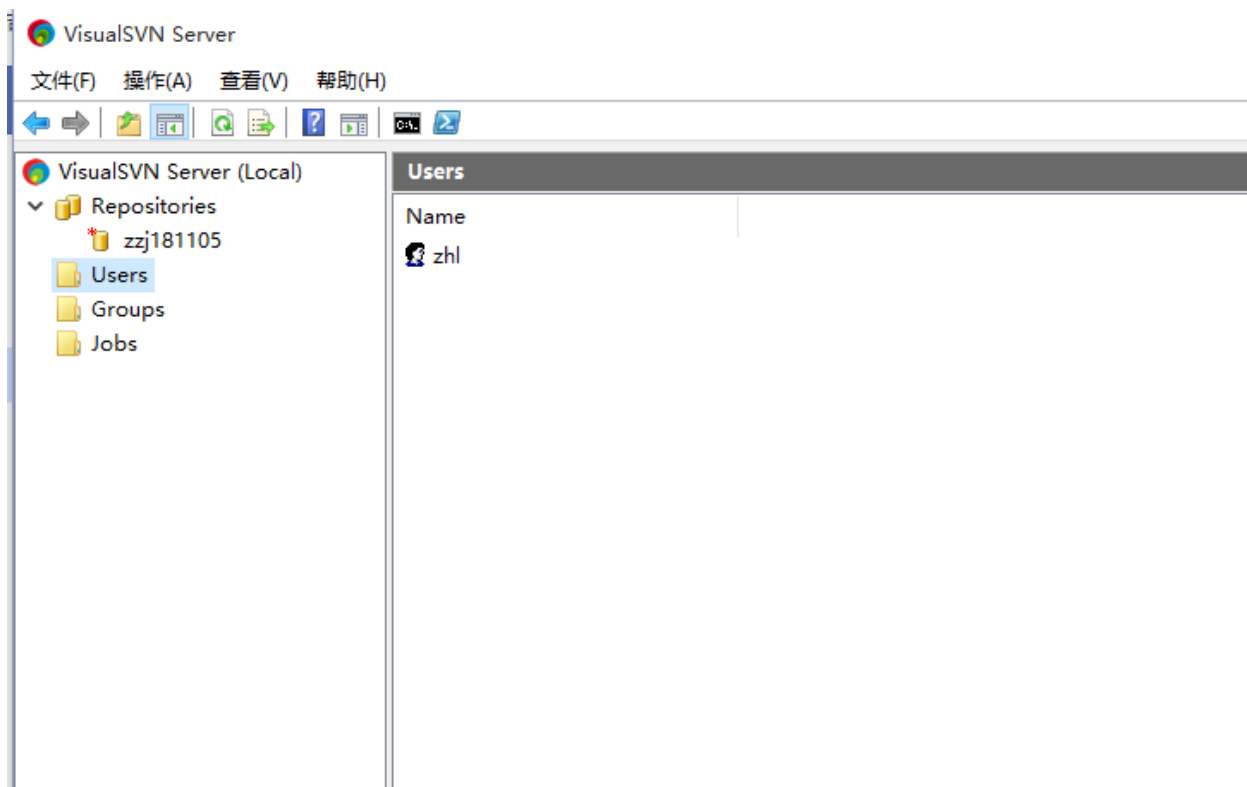 VisualSVN Server
文件(F) 操作(A) 查看(V) 帮助(H)
VisualSVN Server (Local)
Repositories
zzj181105
Users
Groups
Jobs
Users
Name
zhl